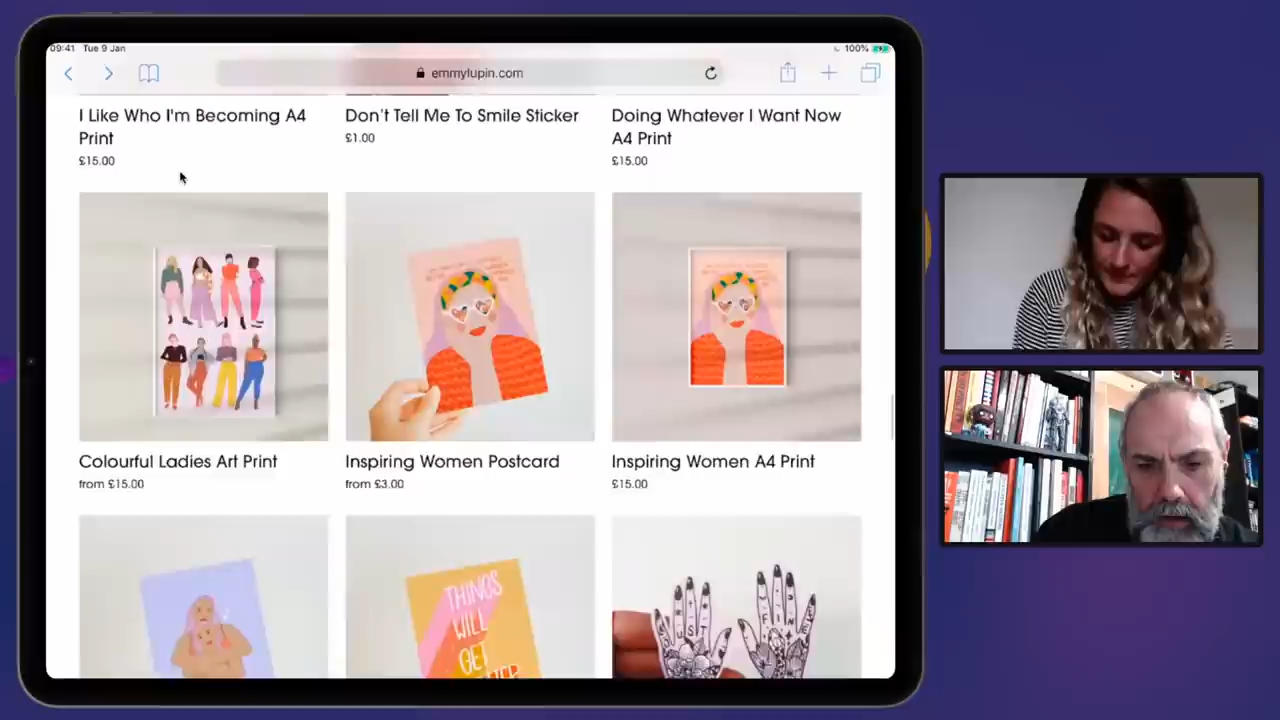 09:41 Tue 9 Jan
100%
emmylupin.com
I Like Who I'm Becoming A4
Print
£15.00
Don't Tell Me To Smile Sticker
£1.00
Doing Whatever I Want Now
A4 Print
£15.00
Colourful Ladies Art Print
from £15.00
Inspiring Women Postcard
from £3.00
Inspiring Women A4 Print
£15.00
THINGS
WILL
GET